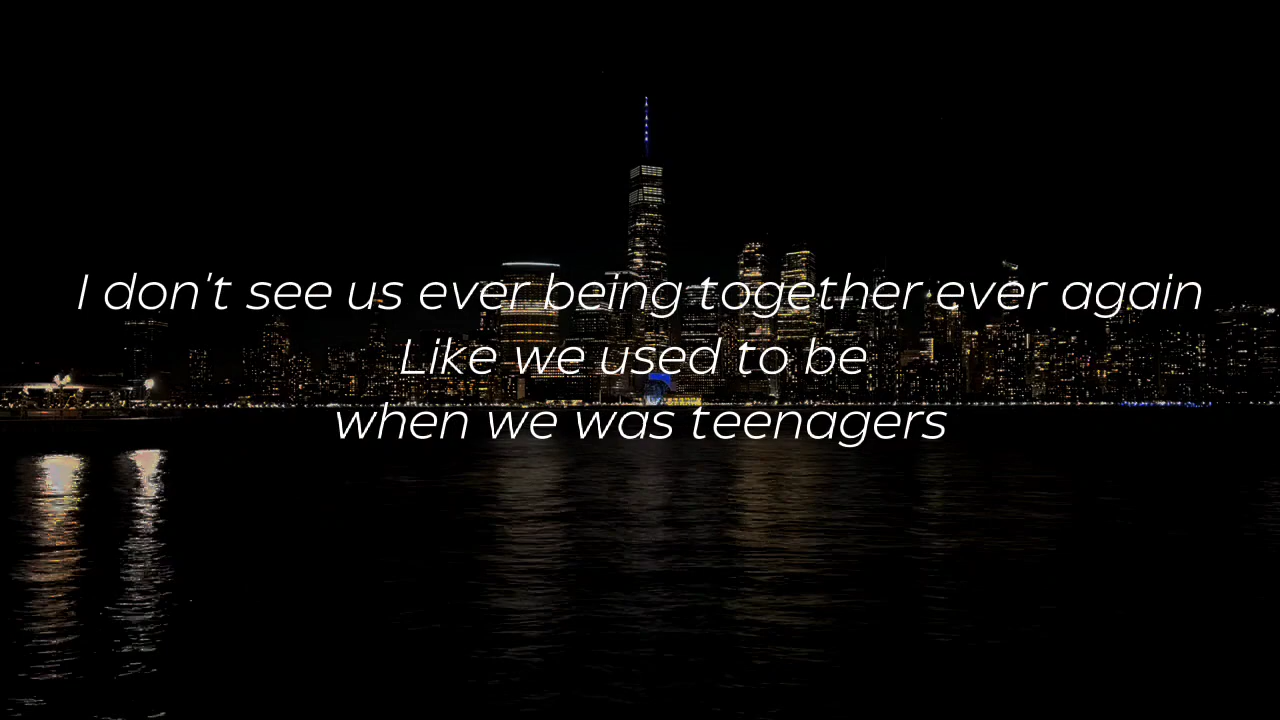 I don't see us ever being together ever again
Like we used to be
when we was teenagers